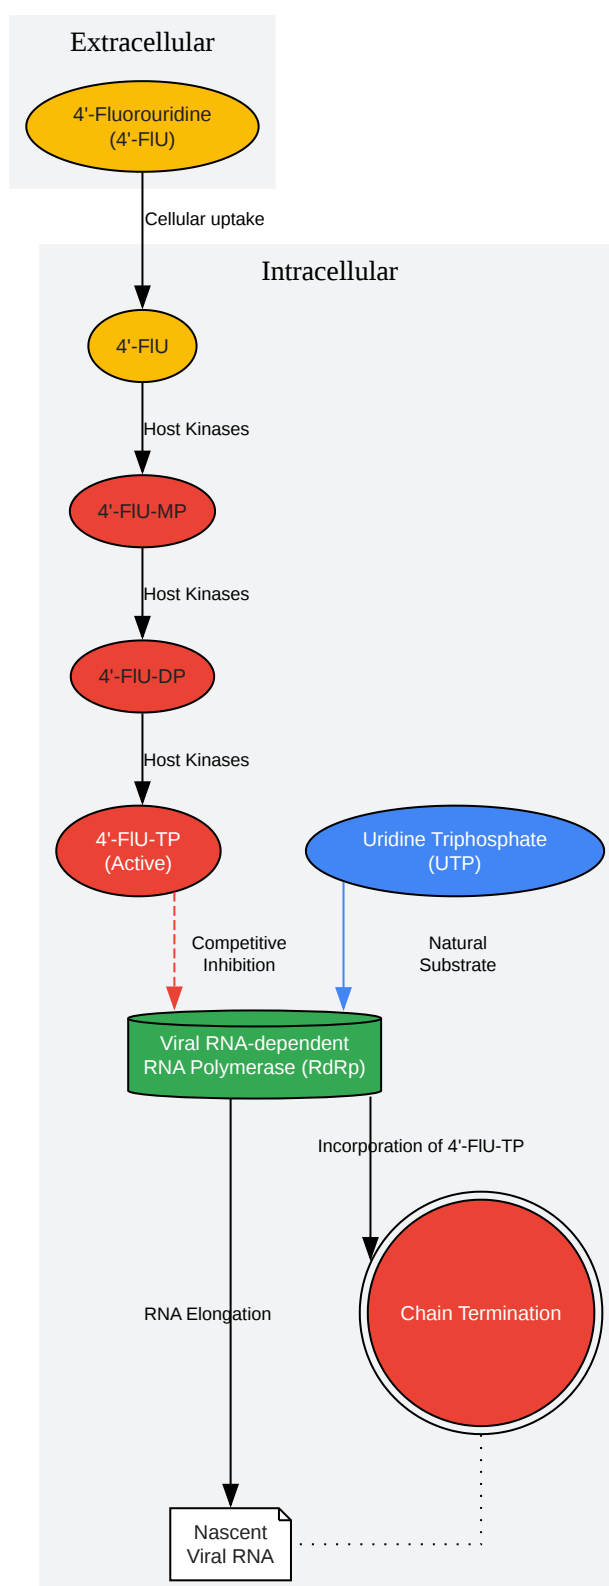 Extracellular
4'-Fluorouridine
(4'-FlU)
Cellular uptake
Intracellular
4'-FlU
Host Kinases
4'-FlU-MP
Host Kinases
4'-FlU-DP
Host Kinases
4'-FlU-TP
(Active)
Uridine Triphosphate
(UTP)
Competitive
Inhibition
Natural
Substrate
Viral RNA-dependent
RNA Polymerase (RdRp)
Incorporation of 4'-FlU-TP
RNA Elongation
Chain Termination
Nascent
Viral RNA